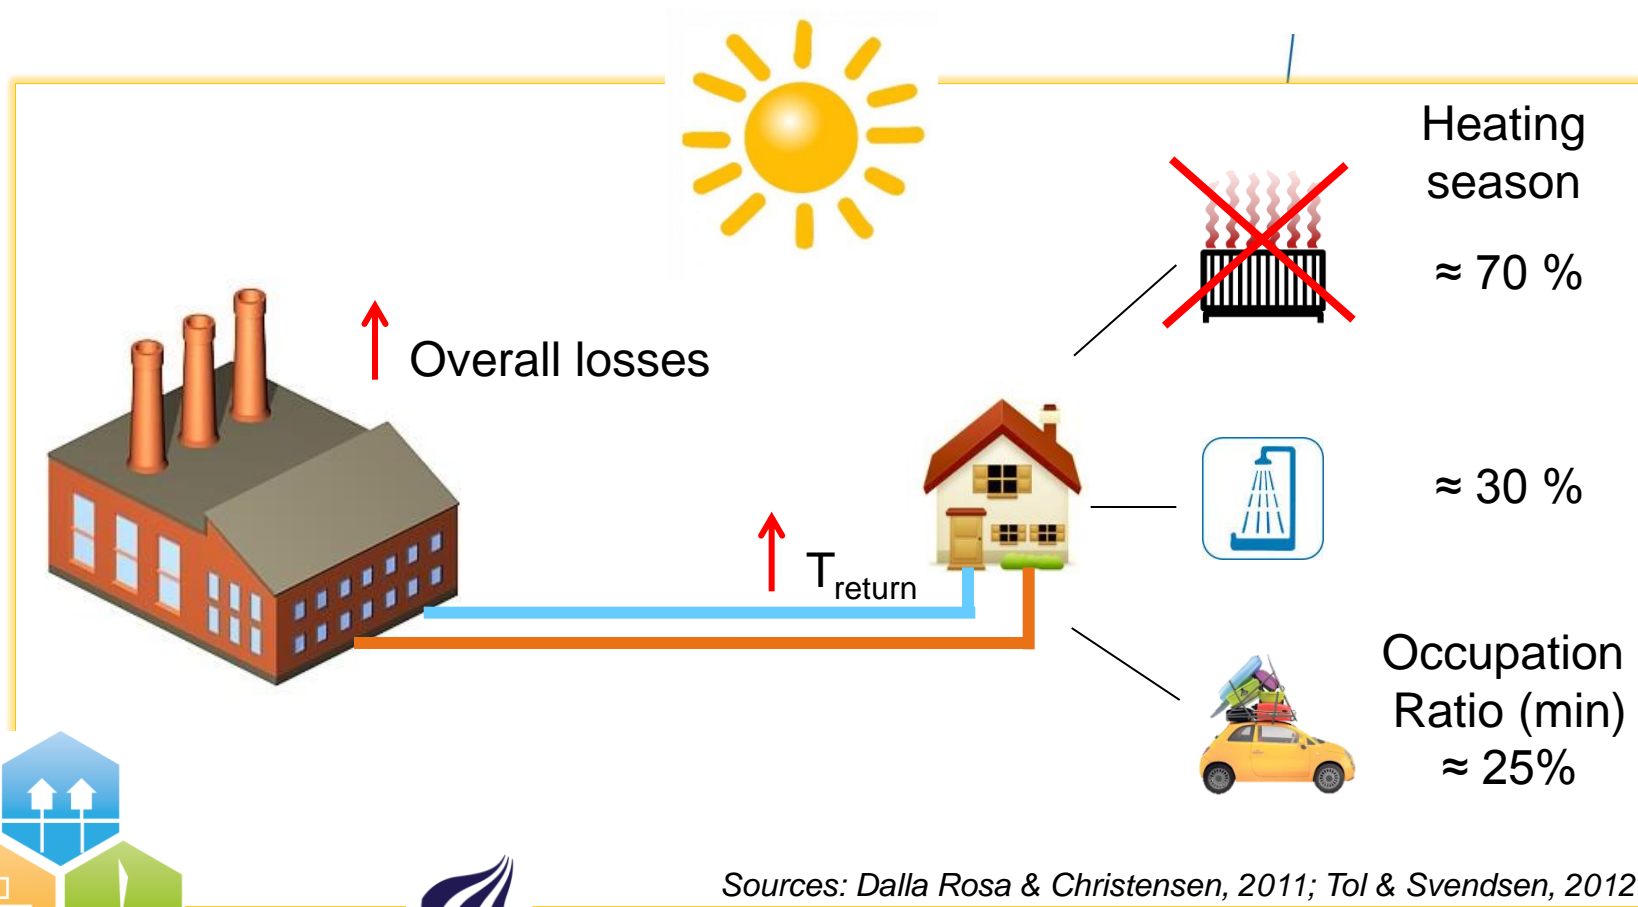 Heating
season
≈ 70 %
Overall losses
≈ 30 %
Treturn
Occupation
Ratio (min)
≈ 25%
Sources: Dalla Rosa & Christensen, 2011; Tol & Svendsen, 2012